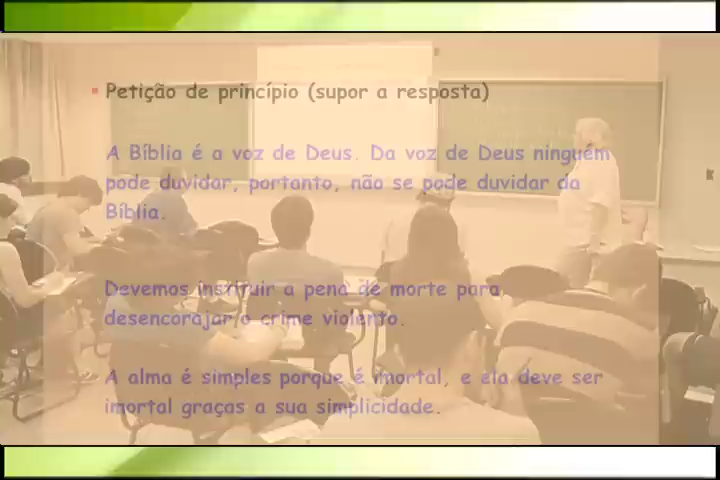 Petição de princípio (supor a resposta)
A Bíblia é a voz de Deus. Da voz de Deus ninguém
pode duvidar, portanto, não se pode duvidar da
Bíblia.
Devemos instituir a pena de morte para
desencorajar o crime violento.
A alma é simples porque é imortal, e ela deve ser
imortal graças a sua simplicidade.